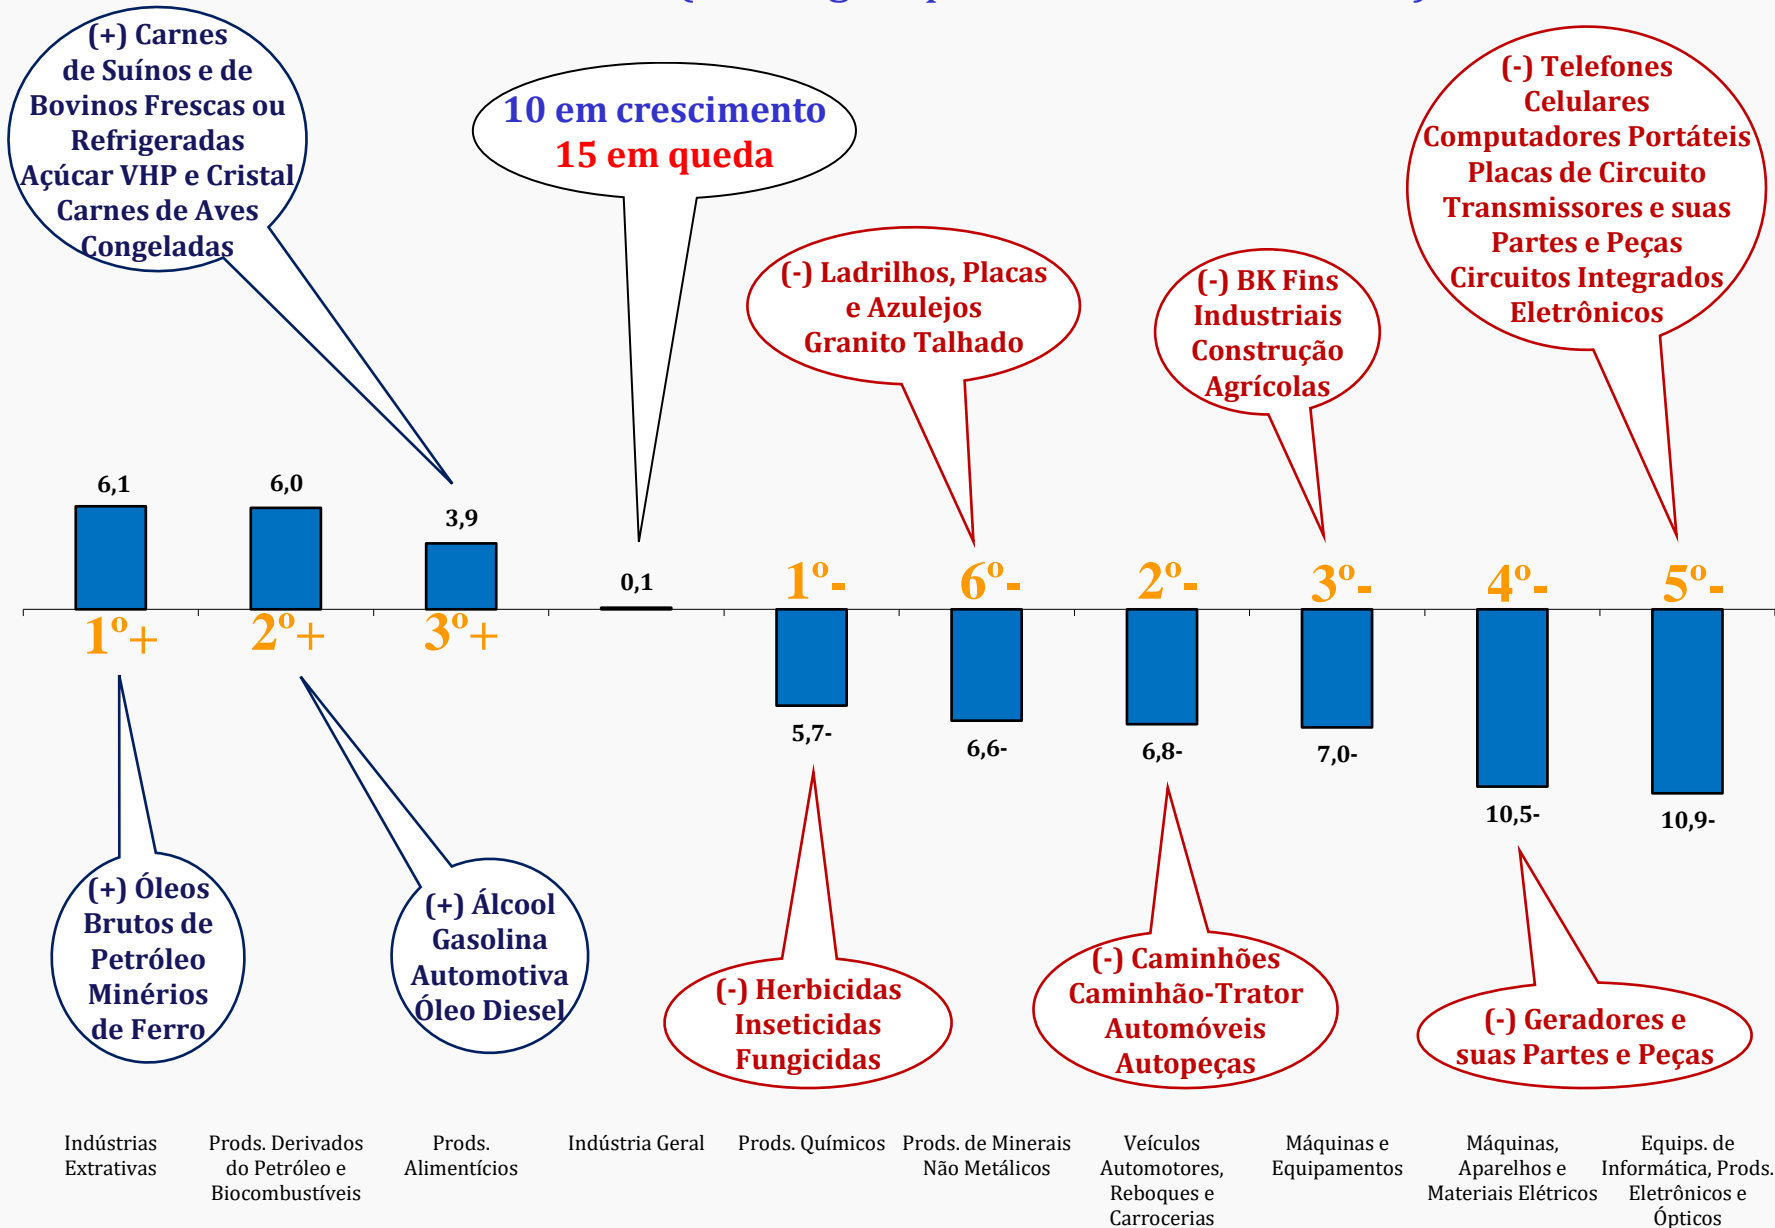 (+) Carnes
de Suínos e de
Bovinos Frescas ou
Refrigeradas
Açúcar VHP e Cristal
Carnes de Aves
Congeladas
10 em crescimento
15 em queda
(-) Ladrilhos, Placas
e Azulejos
Granito Talhado
(-) BK Fins
Industriais
Construção
Agrícolas
(-) Telefones
Celulares
Computadores Portáteis
Placas de Circuito
Transmissores e suas
Partes e Peças
Circuitos Integrados
Eletrônicos
6,1
6,0
3,9
0,1
1º-
6º-
2º-
3º-
4º-
5º-
1º+
2º+
3º+
5,7-
6,6-
6,8-
7,0-
10,5-
10,9-
(+) Óleos
Brutos de
Petróleo
Minérios
de Ferro
(+) Álcool
Gasolina
Automotiva
Óleo Diesel
(-) Herbicidas
Inseticidas
Fungicidas
(-) Caminhões
Caminhão-Trator
Automóveis
Autopeças
(-) Geradores e
suas Partes e Peças
Indústrias
Extrativas
Prods. Derivados
do Petróleo e
Biocombustíveis
Prods.
Alimentícios
Indústria Geral
Prods. Químicos
Prods. de Minerais
Não Metálicos
Veículos
Automotores,
Reboques e
Carrocerias
Máquinas e
Equipamentos
Máquinas,
Aparelhos e
Materiais Elétricos
Equips. de
Informática, Prods.
Eletrônicos e
Ópticos